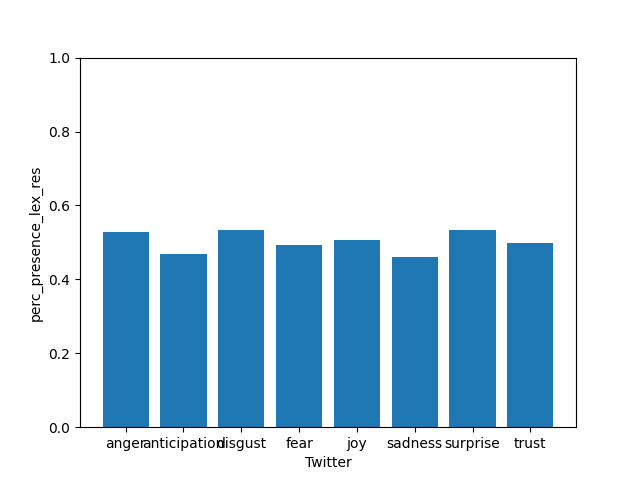 1.0
0.8
0.6
0.4
0.2
0.0
perc_presence_lex_res
anger anticipation disgust fear joy sadness surprise trust
Twitter